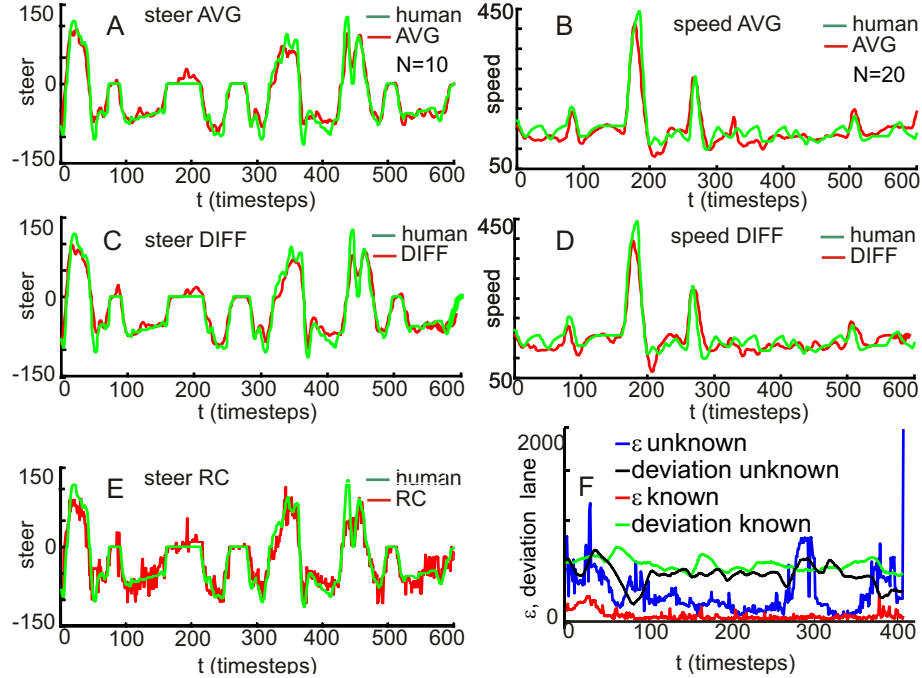 150
A
steer AVG
human
AVG
N=10
steer
0
-150
0 100 200 300 400 500 600
t (timesteps)
450
B
speed AVG
human
AVG
N=20
speed
50
0 100 200 300 400 500 600
t (timesteps)
150
C
steer DIFF
human
DIFF
steer
0
-150
0 100 200 300 400 500 600
t (timesteps)
450
D
speed DIFF
human
DIFF
speed
50
0 100 200 300 400 500 600
t (timesteps)
150
E
steer RC
human
RC
steer
0
-150
0 100 200 300 400 500 600
t (timesteps)
2000
F
ε unknown
deviation unknown
ε known
deviation known
ε, deviation lane
0
0 100 200 300 400
t (timesteps)